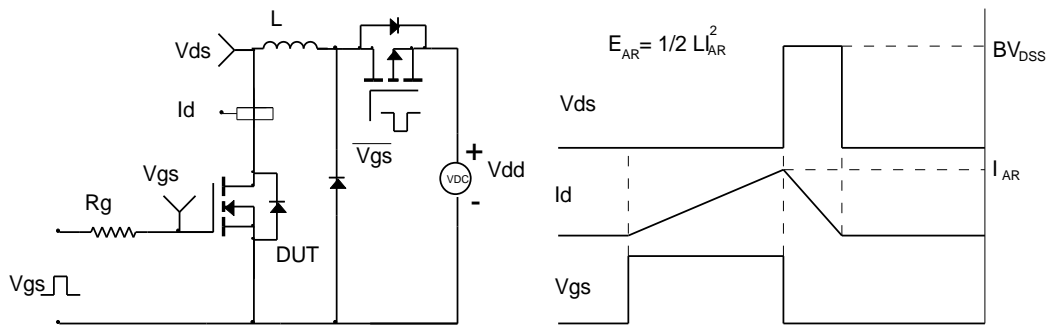 L
Vds
Id
Vgs
Vgs
+
VDC
Vdd
-
Rg
DUT
Vgs
E_AR = 1/2 LI_AR^2
BV_DSS
Vds
I_AR
Id
Vgs